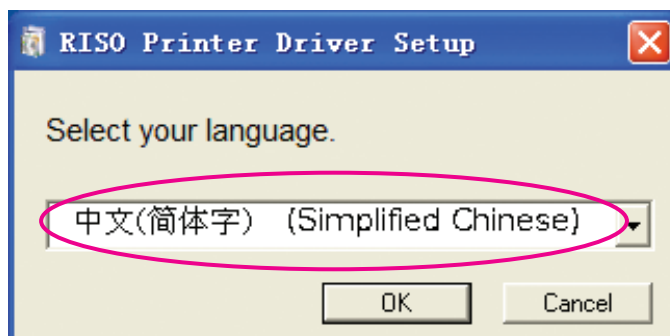 RISO Printer Driver Setup
Select your language.
中文(简体字) (Simplified Chinese)
OK Cancel